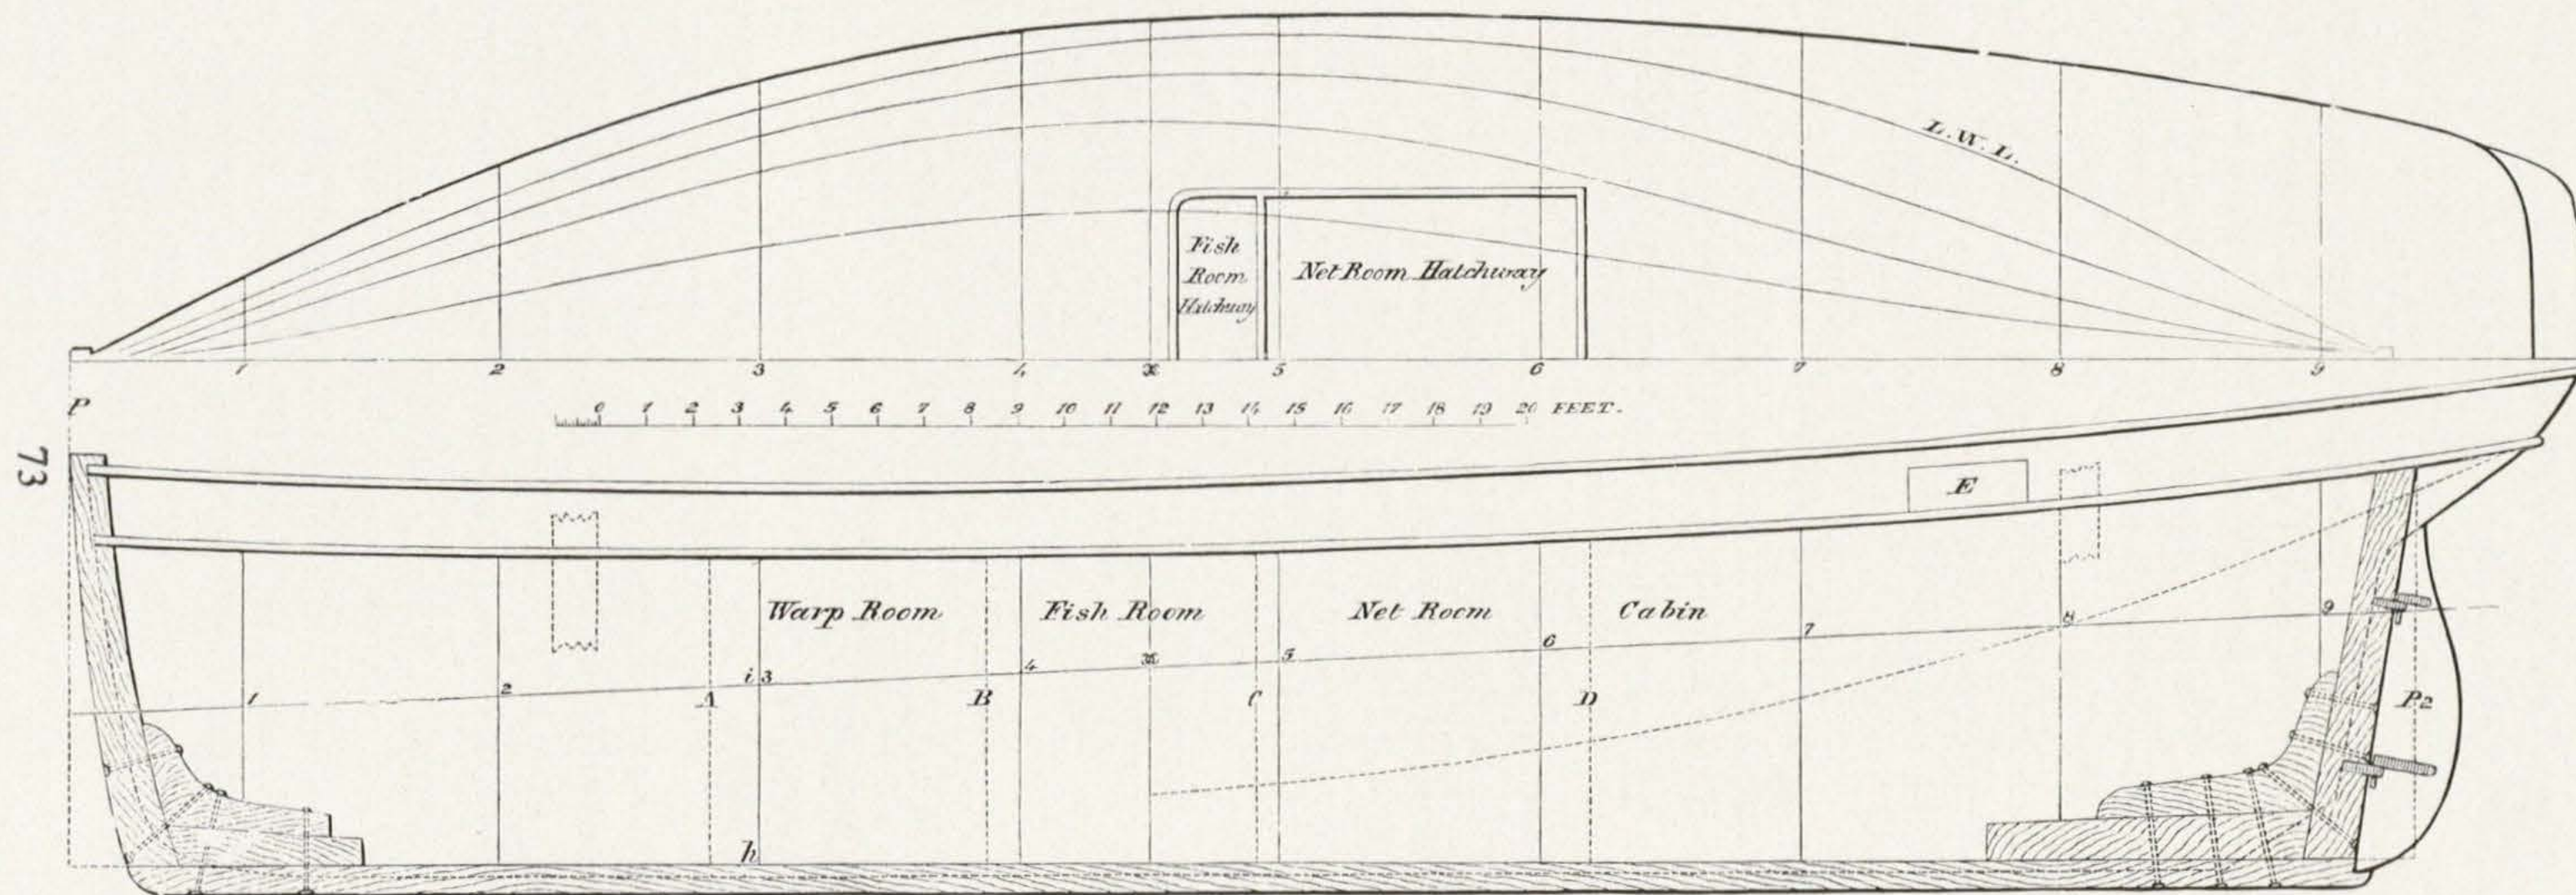 L.W.L.
Fish
Room
Hatchway
Net Room Hatchway
1 2 3 4 5 6 7 8 9
P
0 1 2 3 4 5 6 7 8 9 10 11 12 13 14 15 16 17 18 19 20 FEET.
73
E
Warp Room Fish Room Net Room Cabin
1 2 i 3 4 5 6 7 8 9
A B C D P2
h